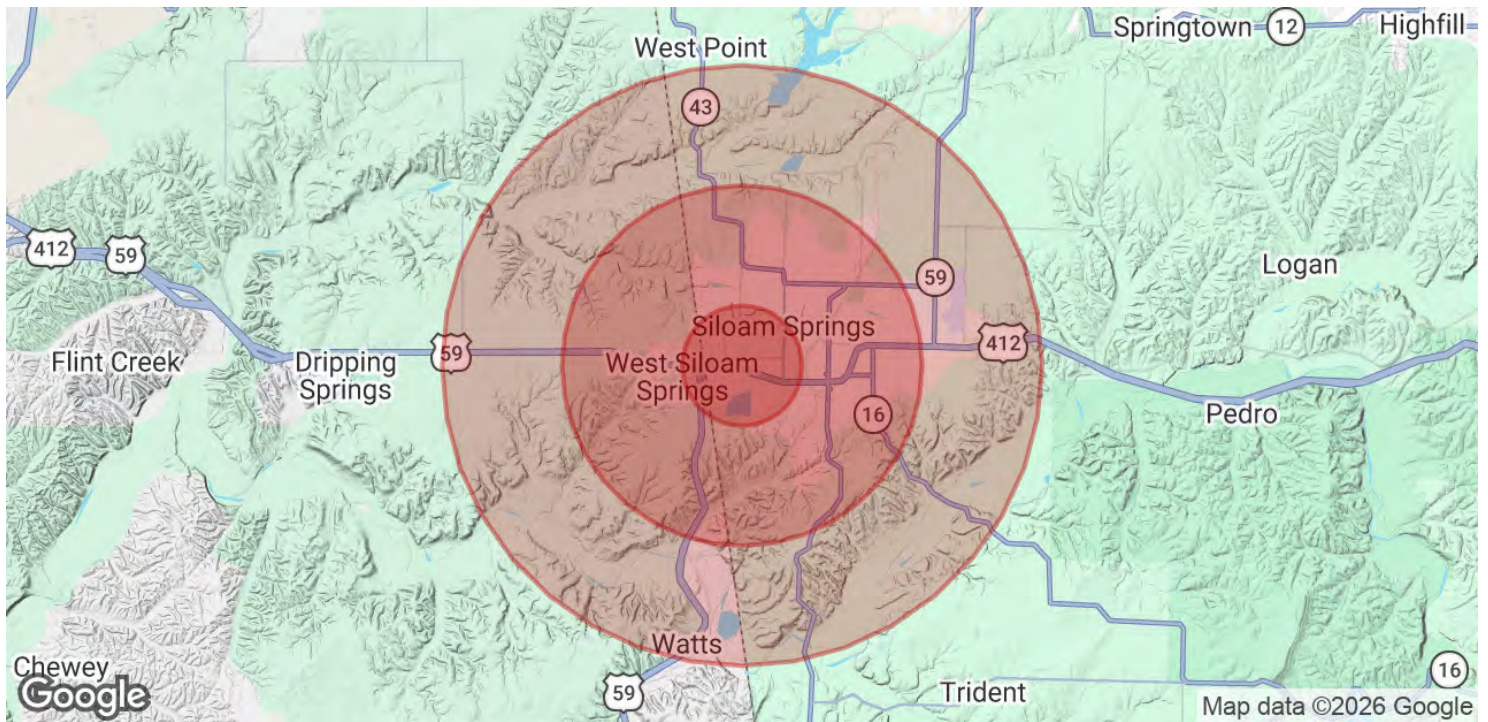 West Point
Springtown
12
Highfill
43
412
59
Logan
59
Siloam Springs
59
412
Flint Creek
Dripping
Springs
West Siloam
Springs
16
Pedro
Watts
Chewey
59
Trident
16
Google
Map data ©2026 Google